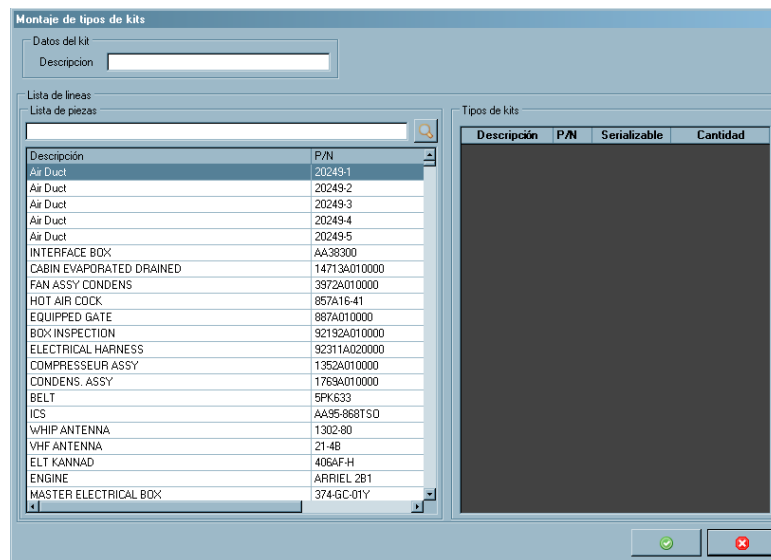 Montaje de tipos de kits
Datos del kit
Descripcion
Lista de lineas
Lista de piezas
Descripción P/N
Air Duct 20249-1
Air Duct 20249-2
Air Duct 20249-3
Air Duct 20249-4
Air Duct 20249-5
INTERFACE BOX AA38300
CABIN EVAPORATED DRAINED 14713A010000
FAN ASSY CONDENS 3972A010000
HOT AIR COCK 857A16-41
EQUIPPED GATE 887A010000
BOX INSPECTION 92192A010000
ELECTRICAL HARNESS 92311A020000
COMPRESSEUR ASSY 1352A010000
CONDENS. ASSY 1769A010000
BELT 5PK633
ICS AA95-868TSO
WHIP ANTENNA 1302-80
VHF ANTENNA 21-4B
ELT KANNAD 406AF-H
ENGINE ARRIEL 2B1
MASTER ELECTRICAL BOX 374-GC-01Y
Tipos de kits
Descripción P/N Serializable Cantidad